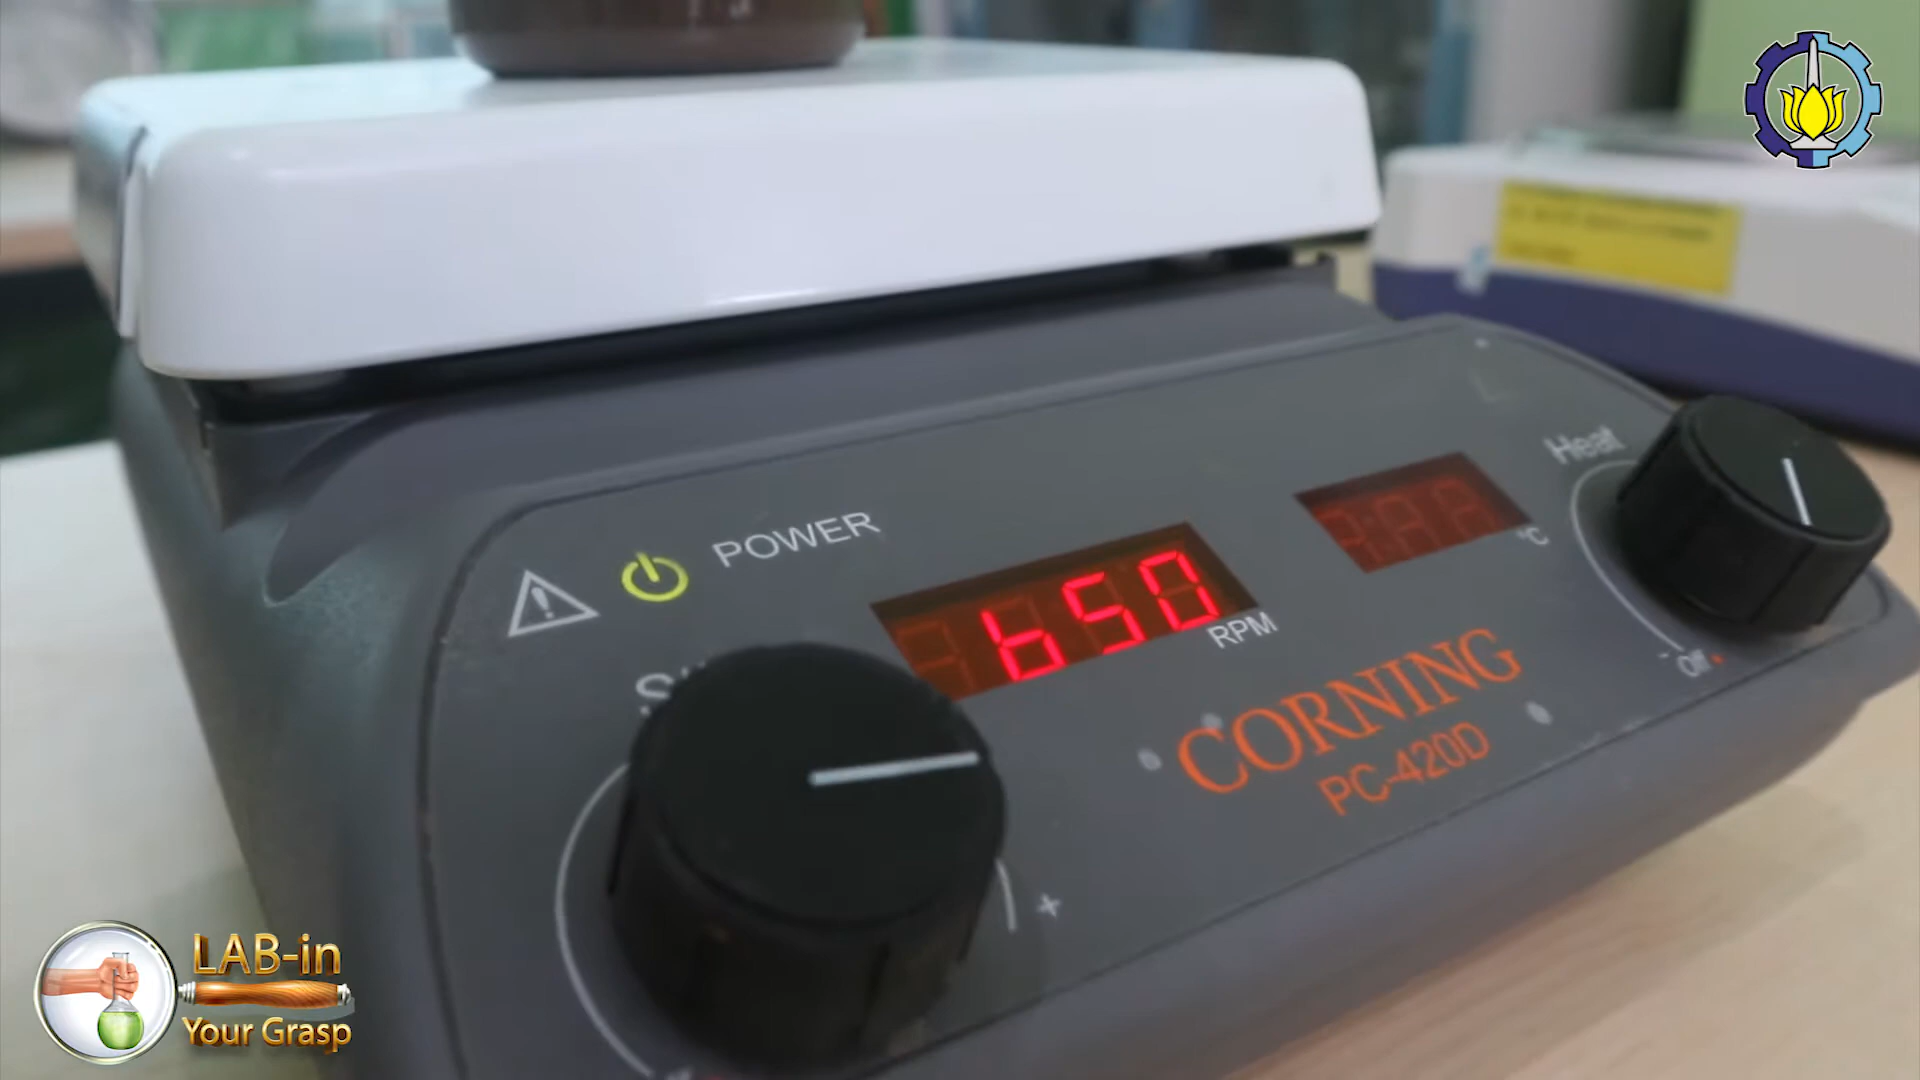 POWER
650
RPM
°C
Heat
Off
CORNING
PC-420D
LAB-in
Your Grasp